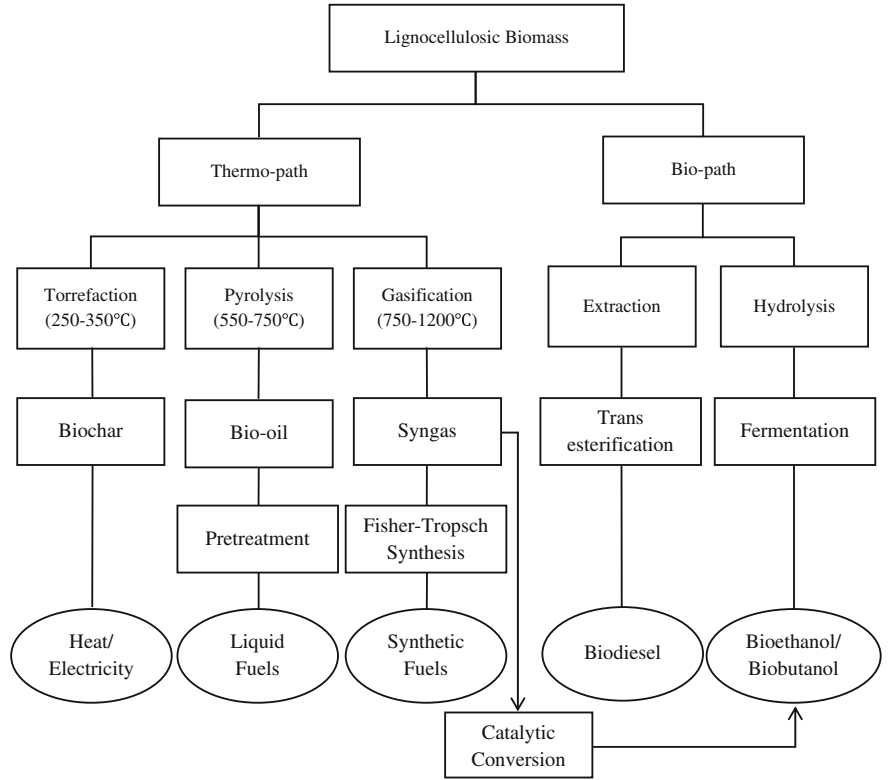 Lignocellulosic Biomass
Thermo-path
Bio-path
Torrefaction
(250-350℃)
Pyrolysis
(550-750℃)
Gasification
(750-1200℃)
Extraction
Hydrolysis
Biochar
Bio-oil
Syngas
Trans
esterification
Fermentation
Pretreatment
Fisher-Tropsch
Synthesis
Heat/
Electricity
Liquid
Fuels
Synthetic
Fuels
Biodiesel
Bioethanol/
Biobutanol
Catalytic
Conversion